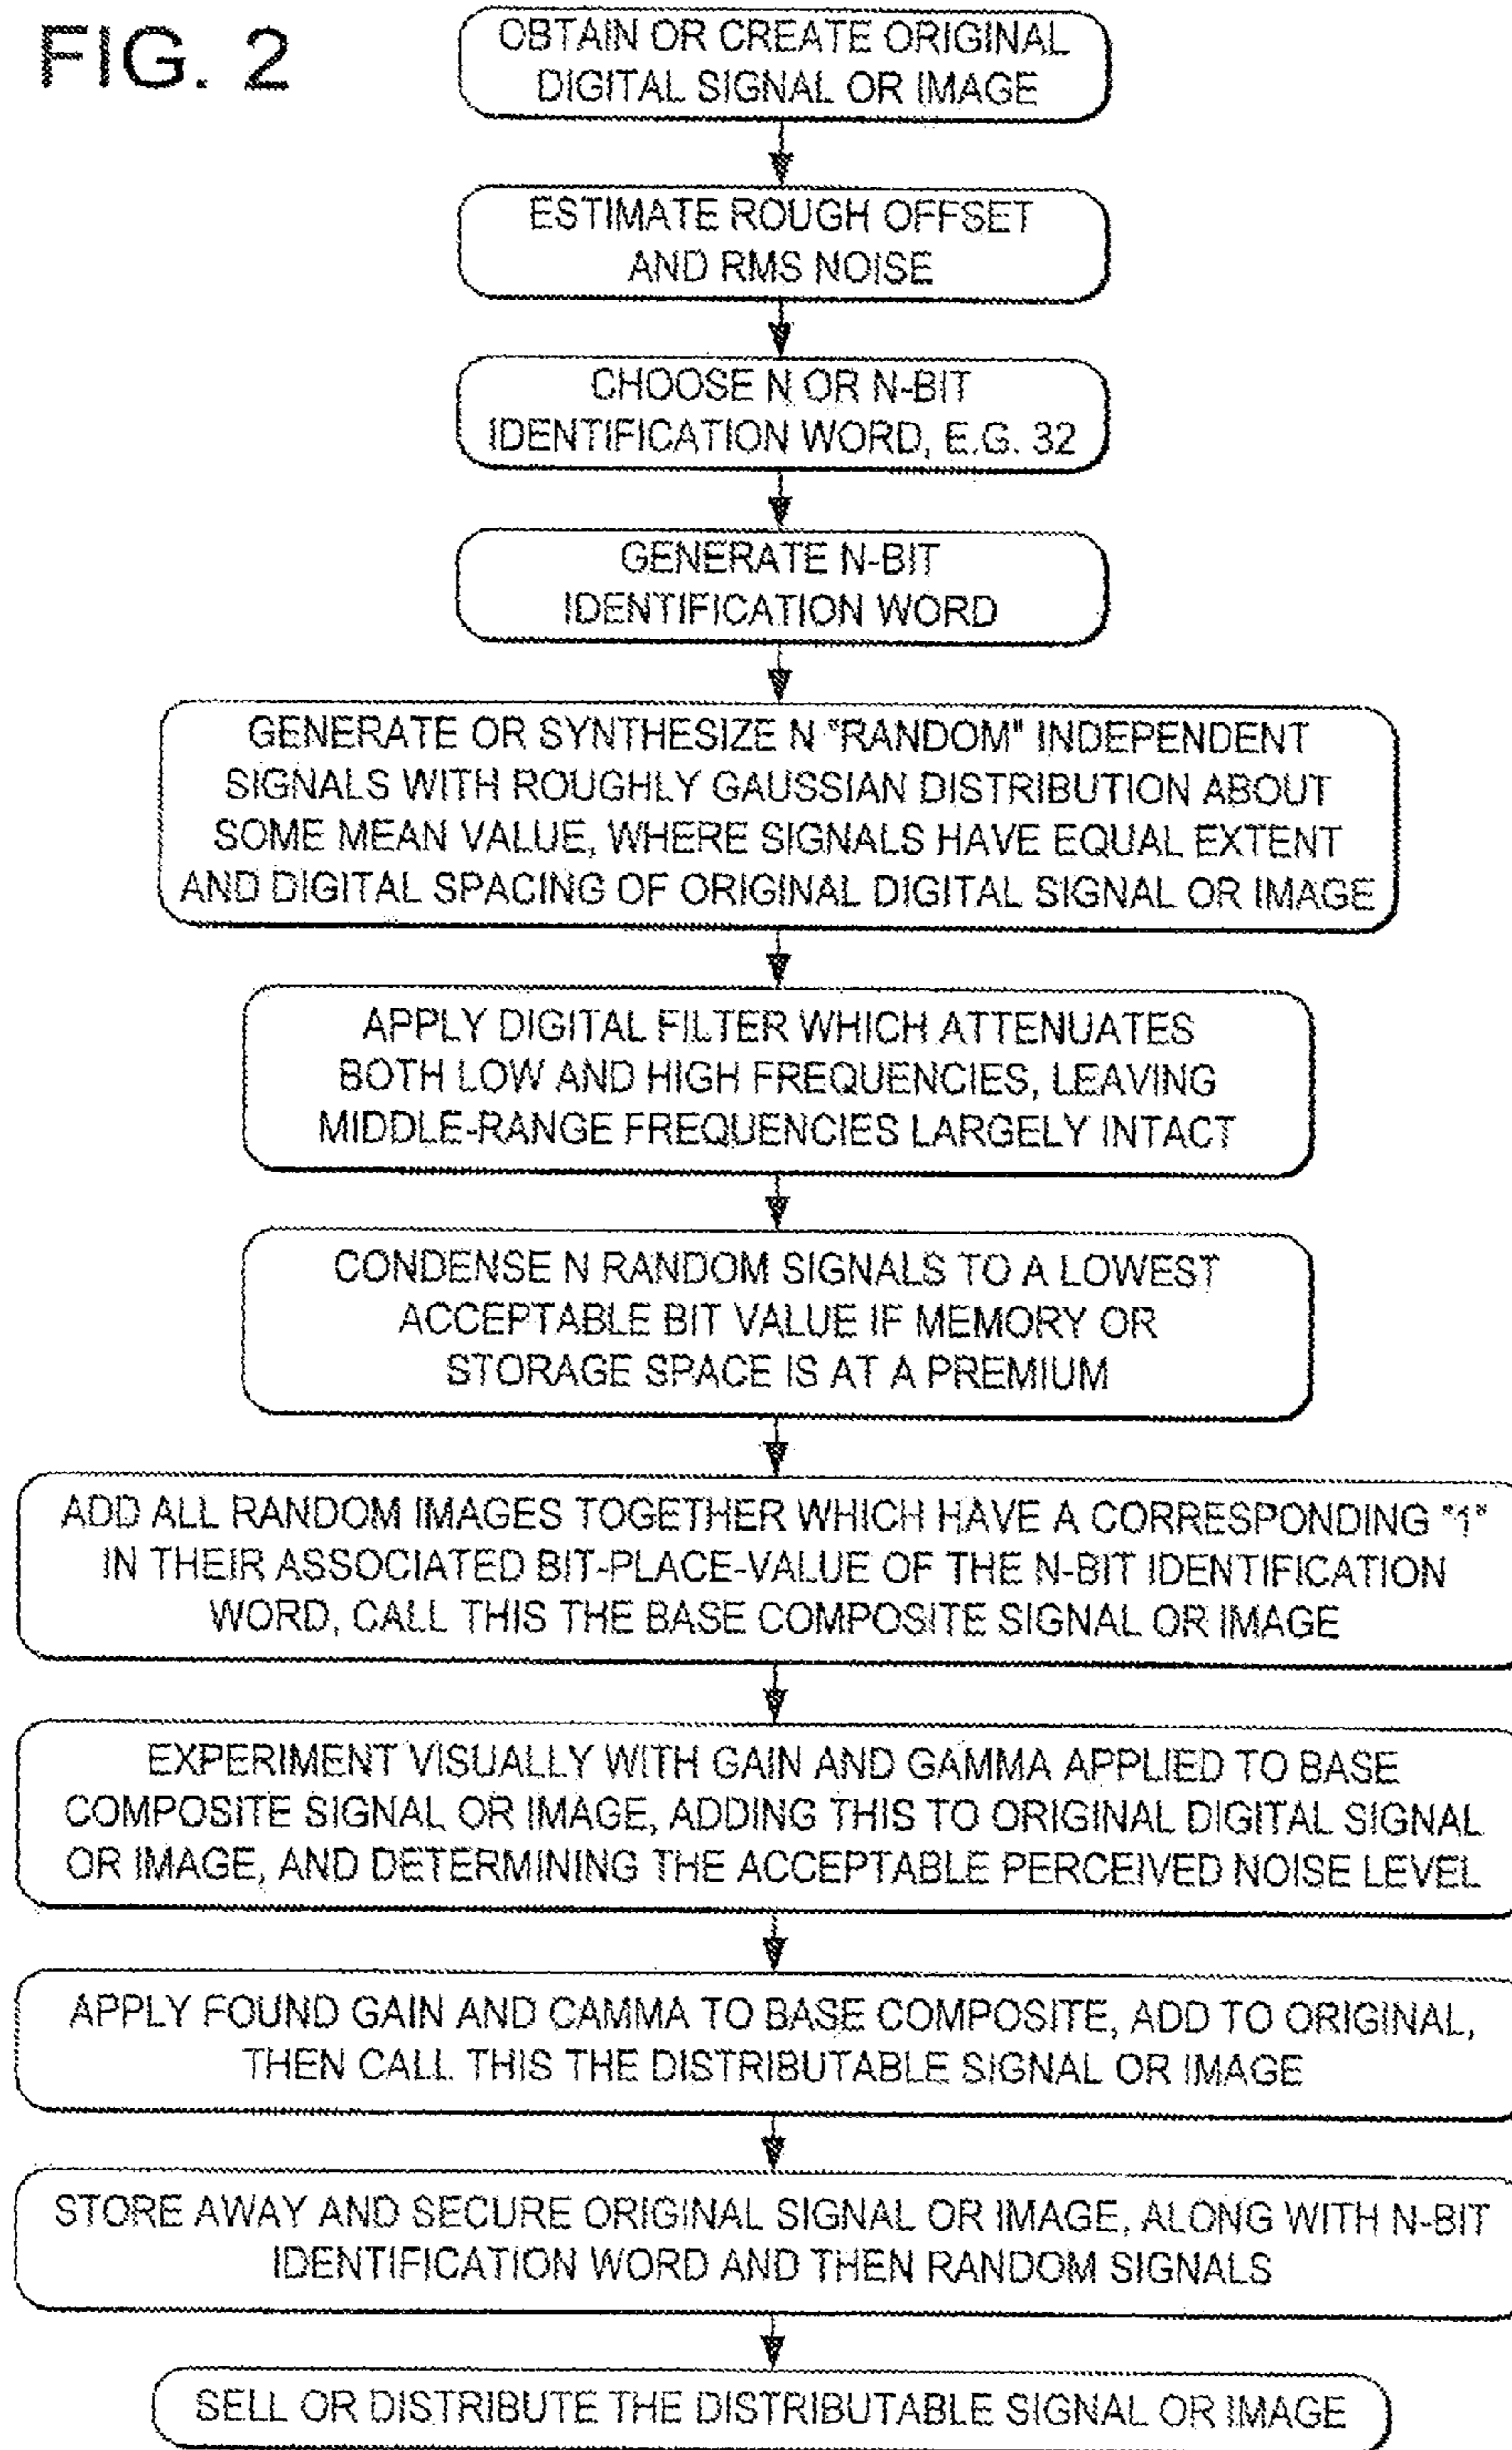 FIG. 2
OBTAIN OR CREATE ORIGINAL
DIGITAL SIGNAL OR IMAGE
ESTIMATE ROUGH OFFSET
AND RMS NOISE
CHOOSE N OR N-BIT
IDENTIFICATION WORD, E.G. 32
GENERATE N-BIT
IDENTIFICATION WORD
GENERATE OR SYNTHESIZE N "RANDOM" INDEPENDENT
SIGNALS WITH ROUGHLY GAUSSIAN DISTRIBUTION ABOUT
SOME MEAN VALUE, WHERE SIGNALS HAVE EQUAL EXTENT
AND DIGITAL SPACING OF ORIGINAL DIGITAL SIGNAL OR IMAGE
APPLY DIGITAL FILTER WHICH ATTENUATES
BOTH LOW AND HIGH FREQUENCIES, LEAVING
MIDDLE-RANGE FREQUENCIES LARGELY INTACT
CONDENSE N RANDOM SIGNALS TO A LOWEST
ACCEPTABLE BIT VALUE IF MEMORY OR
STORAGE SPACE IS AT A PREMIUM
ADD ALL RANDOM IMAGES TOGETHER WHICH HAVE A CORRESPONDING "1"
IN THEIR ASSOCIATED BIT-PLACE-VALUE OF THE N-BIT IDENTIFICATION
WORD, CALL THIS THE BASE COMPOSITE SIGNAL OR IMAGE
EXPERIMENT VISUALLY WITH GAIN AND GAMMA APPLIED TO BASE
COMPOSITE SIGNAL OR IMAGE, ADDING THIS TO ORIGINAL DIGITAL SIGNAL
OR IMAGE, AND DETERMINING THE ACCEPTABLE PERCEIVED NOISE LEVEL
APPLY FOUND GAIN AND CAMMA TO BASE COMPOSITE, ADD TO ORIGINAL,
THEN CALL THIS THE DISTRIBUTABLE SIGNAL OR IMAGE
STORE AWAY AND SECURE ORIGINAL SIGNAL OR IMAGE, ALONG WITH N-BIT
IDENTIFICATION WORD AND THEN RANDOM SIGNALS
SELL OR DISTRIBUTE THE DISTRIBUTABLE SIGNAL OR IMAGE